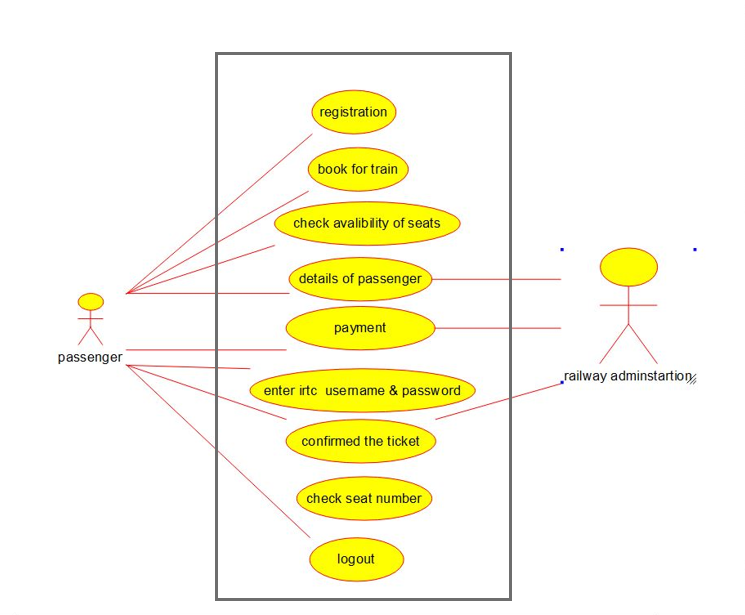 registration
book for train
check avalibility of seats
details of passenger
payment
passenger
railway adminstartion
enter irtc  username & password
confirmed the ticket
check seat number
logout